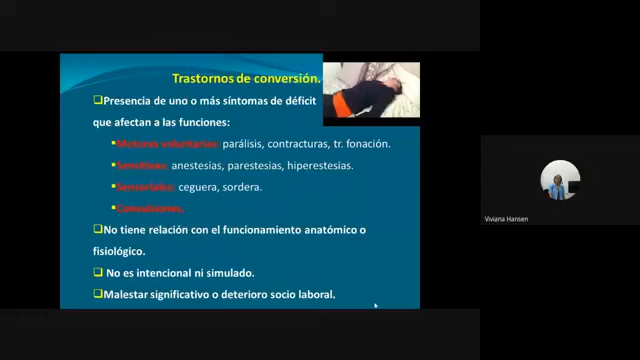 Trastornos de conversión.
Presencia de uno o más síntomas de déficit
que afectan a las funciones:
Motoras voluntarias: parálisis, contracturas, tr. fonación.
Sensitivas: anestesias, parestesias, hiperestesias.
Sensoriales: ceguera, sordera.
Convulsiones.
No tiene relación con el funcionamiento anatómico o
fisiológico.
No es intencional ni simulado.
Malestar significativo o deterioro socio laboral.
Viviana Hansen